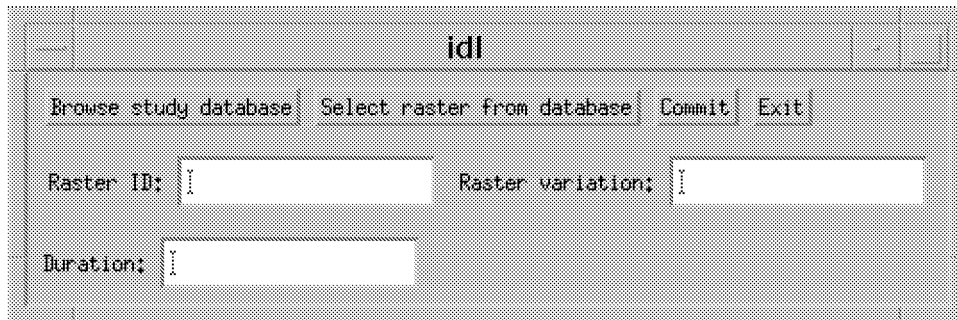 idl
Browse study database Select raster from database Commit Exit
Raster ID: Raster variation:
Duration: